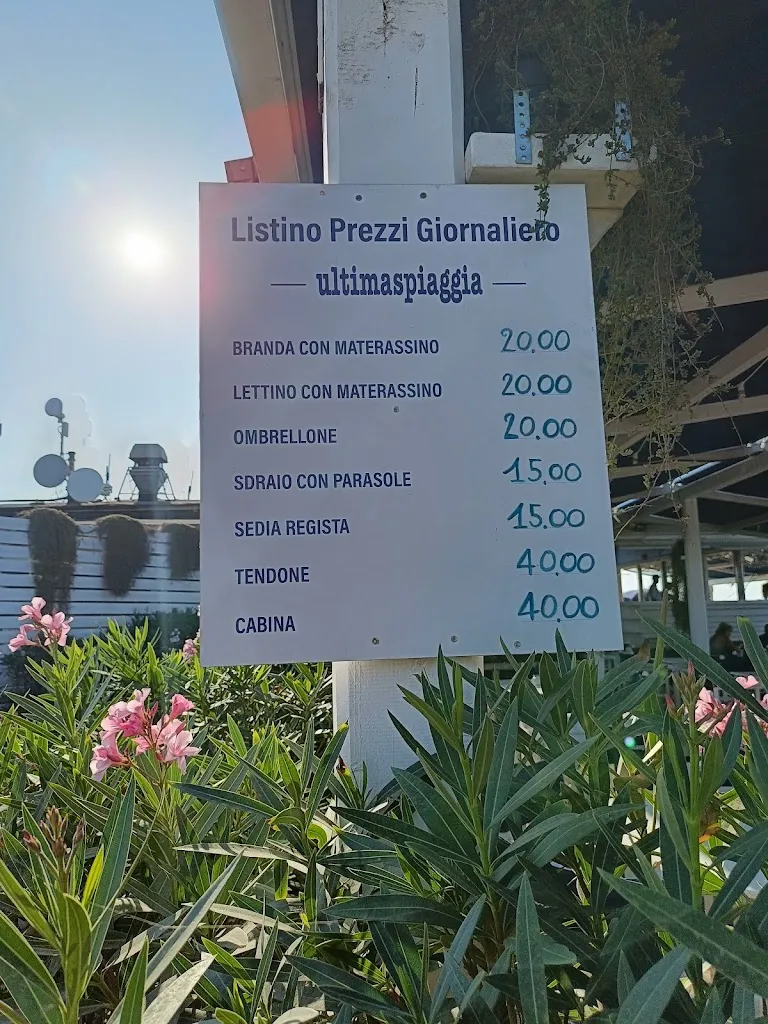 Listino Prezzi Giornaliero
ultimaspiaggia
BRANDA CON MATERASSINO 20.00
LETTINO CON MATERASSINO 20.00
OMBRELLONE 20.00
SDRAIO CON PARASOLE 15.00
SEDIA REGISTA 15.00
TENDONE 40.00
CABINA 40.00